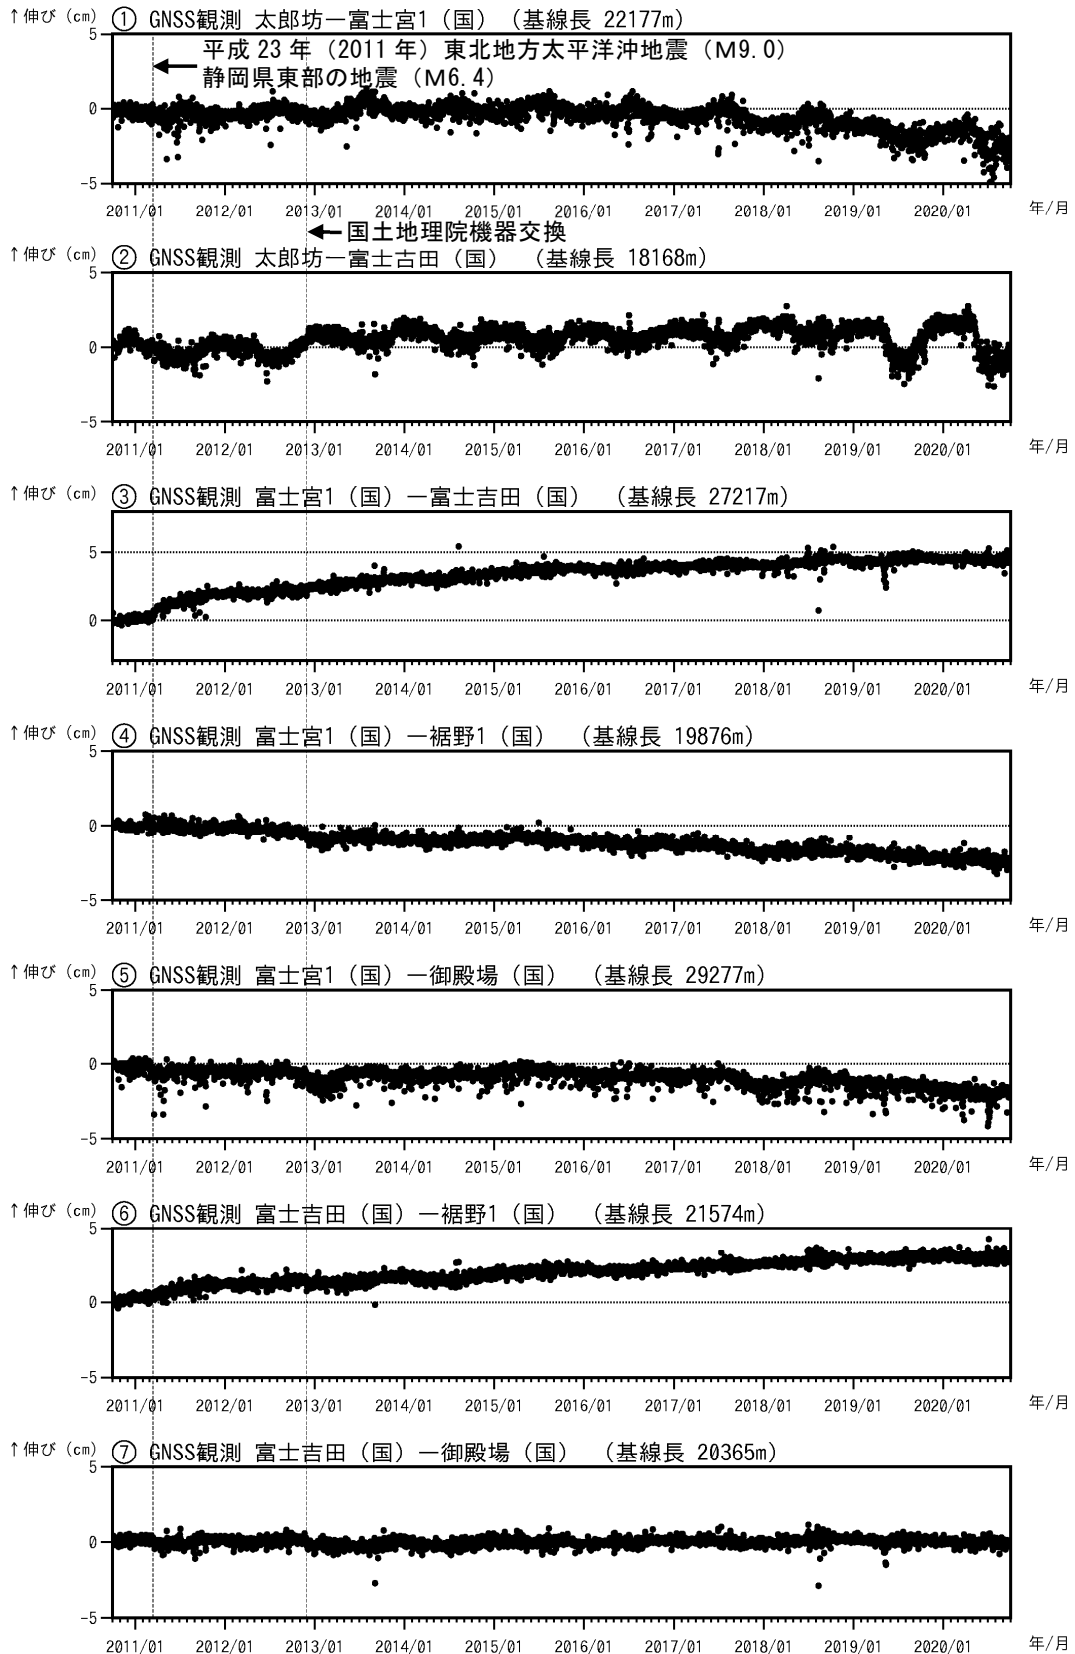 ↑伸び（cm） ① GNSS観測 太郎坊ー富士宮1（国）（基線長 22177m）
5
平成 23 年（2011 年）東北地方太平洋沖地震（M9.0）
静岡県東部の地震（M6.4）
0
-5
2011/01 2012/01 2013/01 2014/01 2015/01 2016/01 2017/01 2018/01 2019/01 2020/01 年/月
国土地理院機器交換
↑伸び（cm） ② GNSS観測 太郎坊ー富士吉田（国）（基線長 18168m）
5
0
-5
2011/01 2012/01 2013/01 2014/01 2015/01 2016/01 2017/01 2018/01 2019/01 2020/01 年/月
↑伸び（cm） ③ GNSS観測 富士宮1（国）ー富士吉田（国）（基線長 27217m）
5
0
2011/01 2012/01 2013/01 2014/01 2015/01 2016/01 2017/01 2018/01 2019/01 2020/01 年/月
↑伸び（cm） ④ GNSS観測 富士宮1（国）ー裾野1（国）（基線長 19876m）
5
0
-5
2011/01 2012/01 2013/01 2014/01 2015/01 2016/01 2017/01 2018/01 2019/01 2020/01 年/月
↑伸び（cm） ⑤ GNSS観測 富士宮1（国）ー御殿場（国）（基線長 29277m）
5
0
-5
2011/01 2012/01 2013/01 2014/01 2015/01 2016/01 2017/01 2018/01 2019/01 2020/01 年/月
↑伸び（cm） ⑥ GNSS観測 富士吉田（国）ー裾野1（国）（基線長 21574m）
5
0
-5
2011/01 2012/01 2013/01 2014/01 2015/01 2016/01 2017/01 2018/01 2019/01 2020/01 年/月
↑伸び（cm） ⑦ GNSS観測 富士吉田（国）ー御殿場（国）（基線長 20365m）
5
0
-5
2011/01 2012/01 2013/01 2014/01 2015/01 2016/01 2017/01 2018/01 2019/01 2020/01 年/月